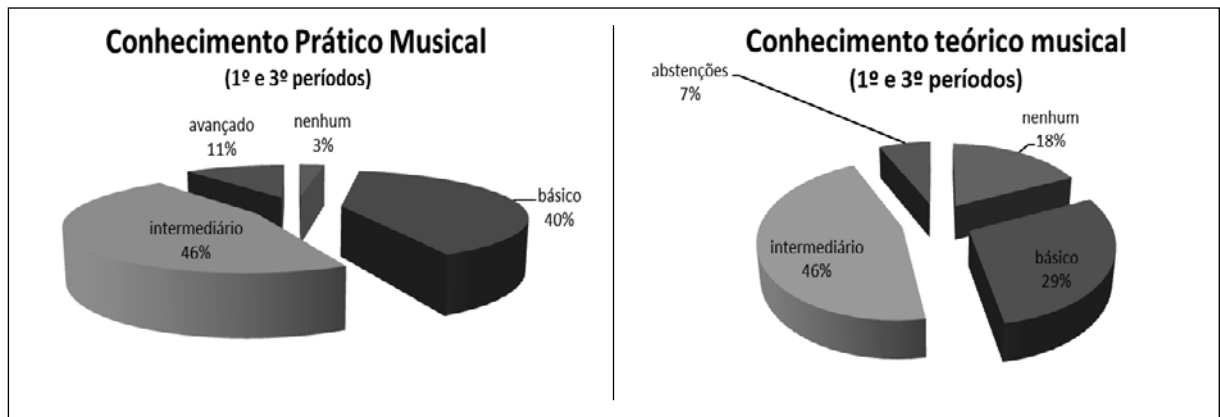 Conhecimento Prático Musical
(1º e 3º períodos)
avançado
11%
nenhum
3%
básico
40%
intermediário
46%
Conhecimento teórico musical
(1º e 3º períodos)
abstenções
7%
nenhum
18%
intermediário
46%
básico
29%